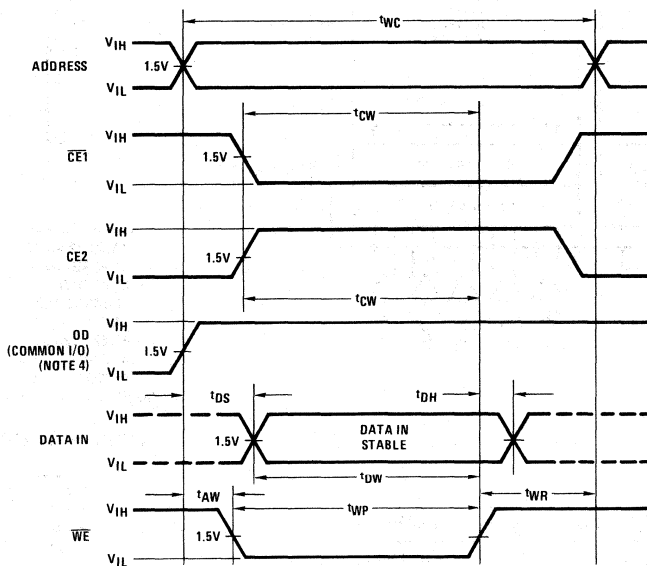 tWC
VIH
ADDRESS
1.5V
VIL
tCW
VIH
CE1
1.5V
VIL
VIH
CE2
1.5V
VIL
tCW
VIH
OD
(COMMON I/O)
(NOTE 4)
1.5V
VIL
tDS
tDH
VIH
DATA IN
1.5V
DATA IN
STABLE
VIL
tDW
tAW
tWP
tWR
VIH
WE
1.5V
VIL